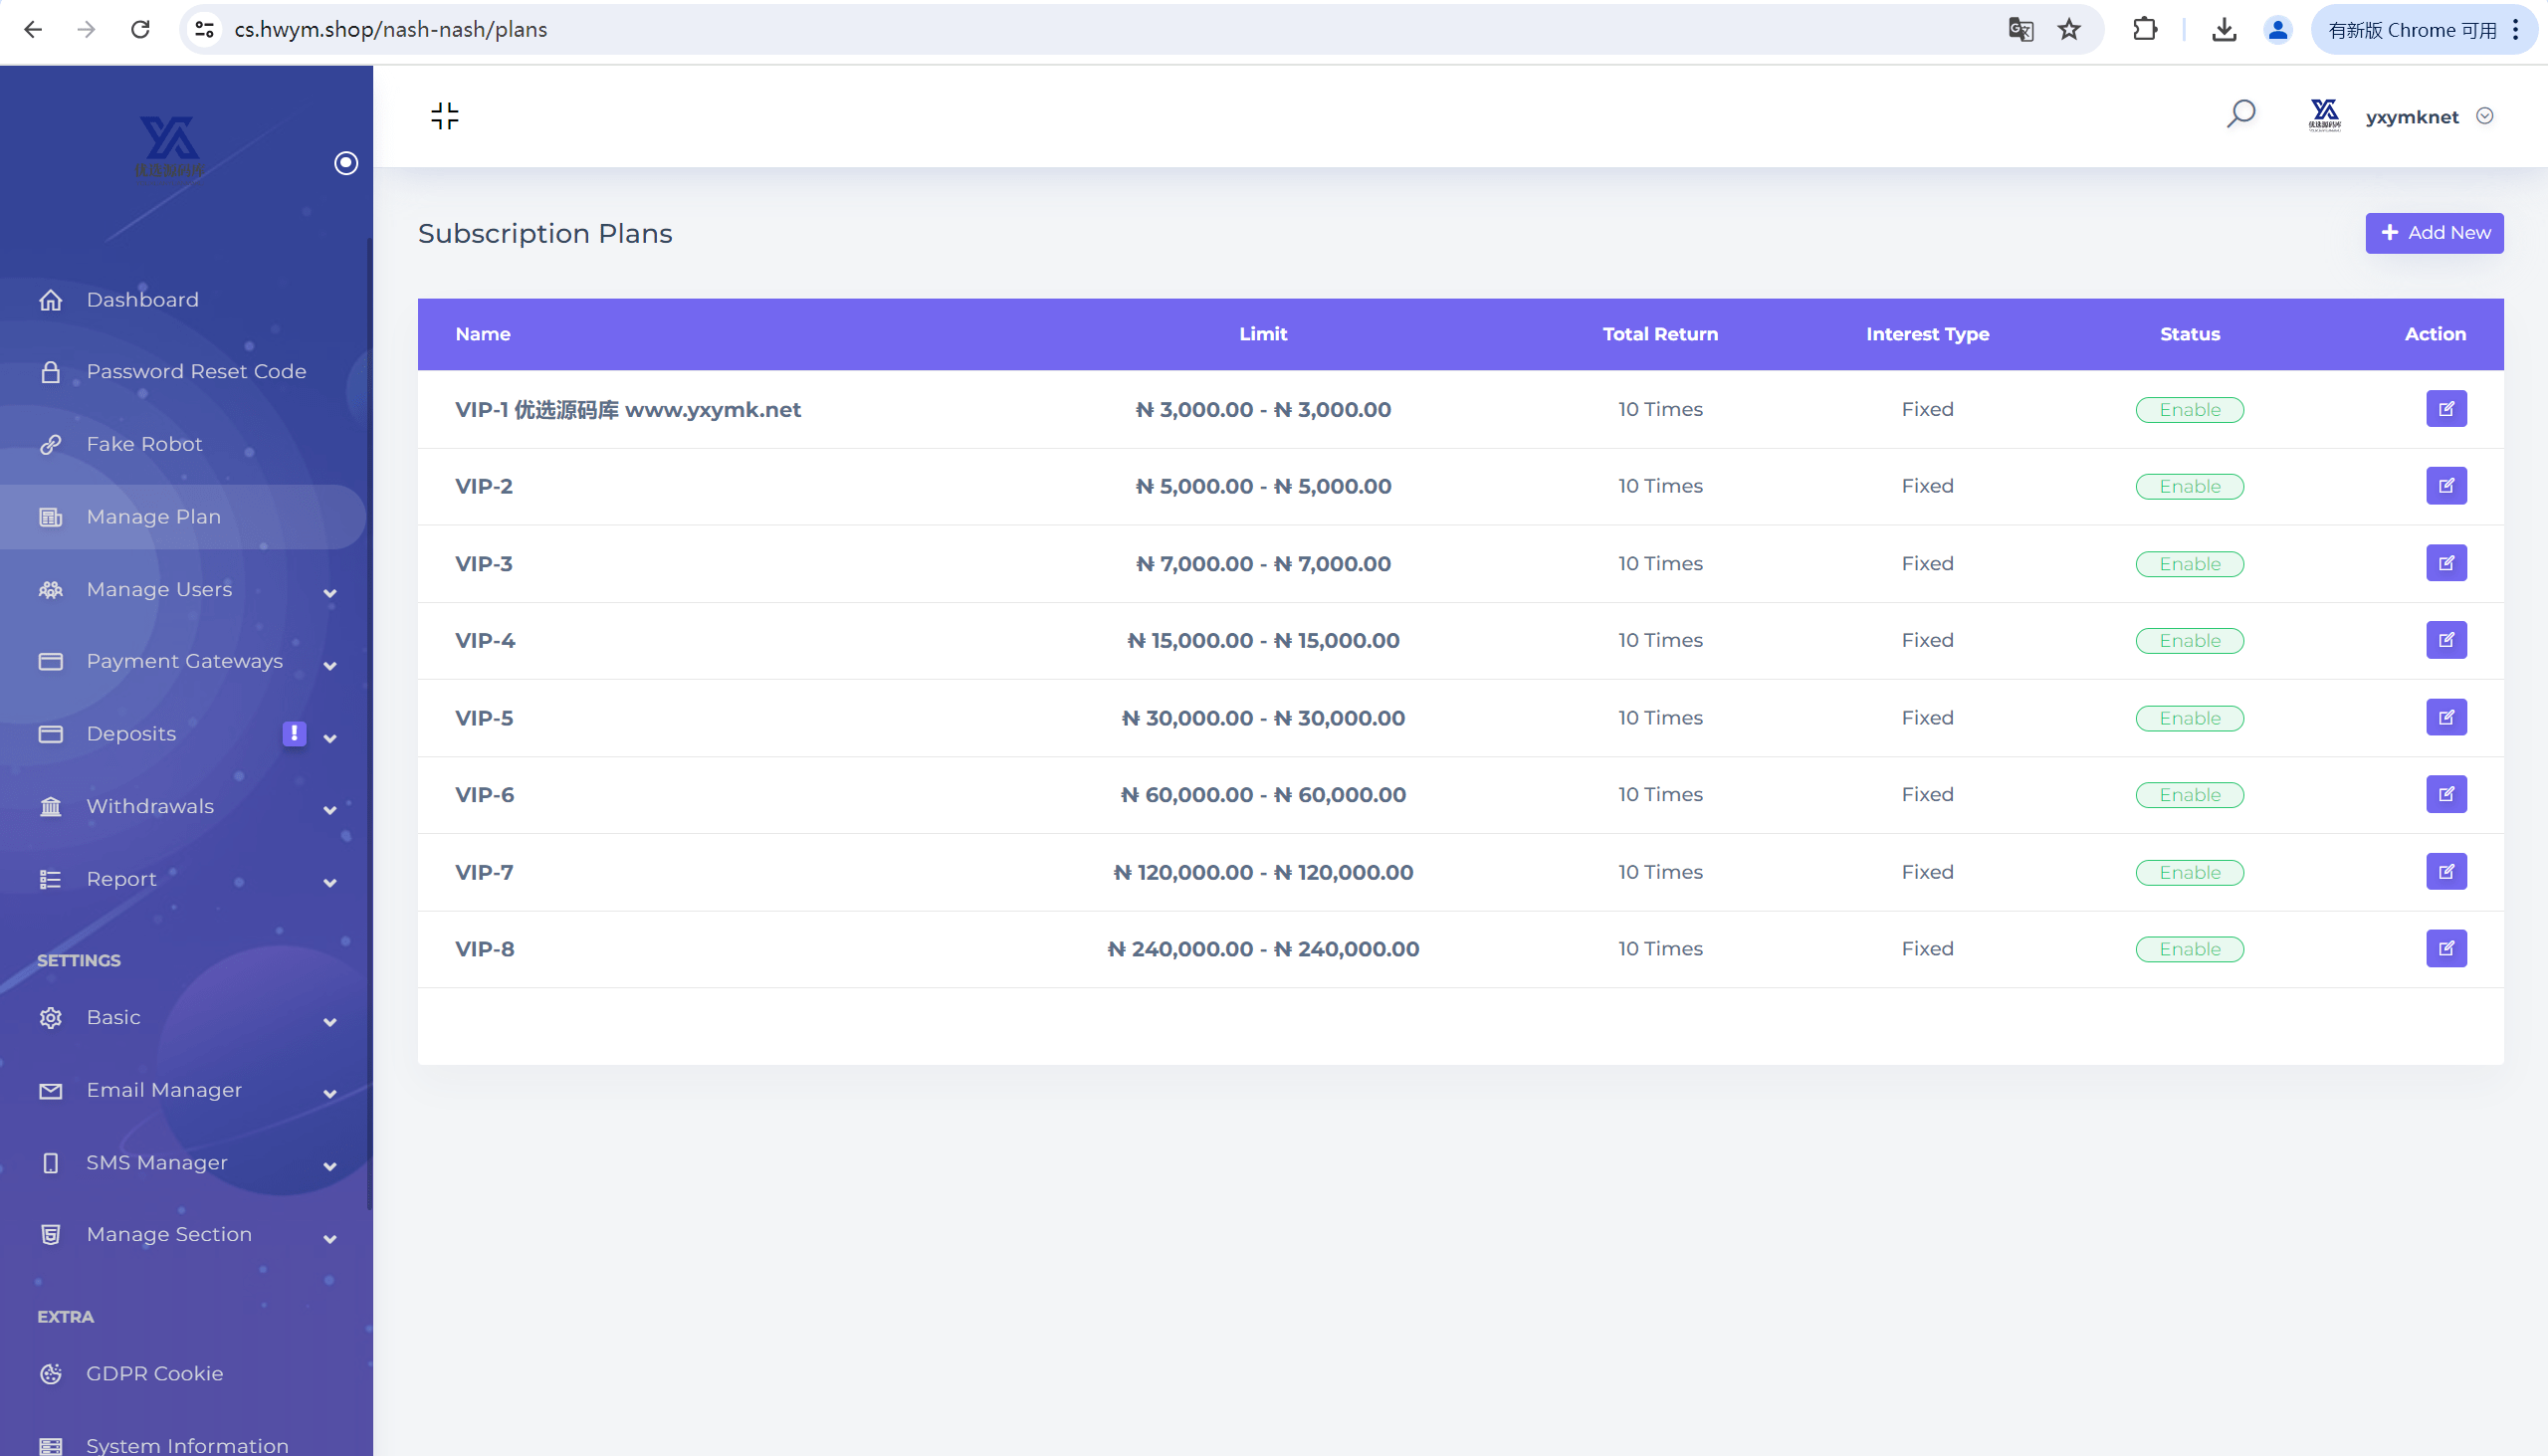 cs.hwym.shop/nash-nash/plans
有新版 Chrome 可用
优选源码库
yxymknet
Subscription Plans
Add New
Dashboard
Password Reset Code
Fake Robot
Manage Plan
Manage Users
Payment Gateways
Deposits !
Withdrawals
Report
SETTINGS
Basic
Email Manager
SMS Manager
Manage Section
EXTRA
GDPR Cookie
System Information
Name Limit Total Return Interest Type Status Action
VIP-1 优选源码库 www.yxymk.net ₦ 3,000.00 - ₦ 3,000.00 10 Times Fixed Enable
VIP-2 ₦ 5,000.00 - ₦ 5,000.00 10 Times Fixed Enable
VIP-3 ₦ 7,000.00 - ₦ 7,000.00 10 Times Fixed Enable
VIP-4 ₦ 15,000.00 - ₦ 15,000.00 10 Times Fixed Enable
VIP-5 ₦ 30,000.00 - ₦ 30,000.00 10 Times Fixed Enable
VIP-6 ₦ 60,000.00 - ₦ 60,000.00 10 Times Fixed Enable
VIP-7 ₦ 120,000.00 - ₦ 120,000.00 10 Times Fixed Enable
VIP-8 ₦ 240,000.00 - ₦ 240,000.00 10 Times Fixed Enable